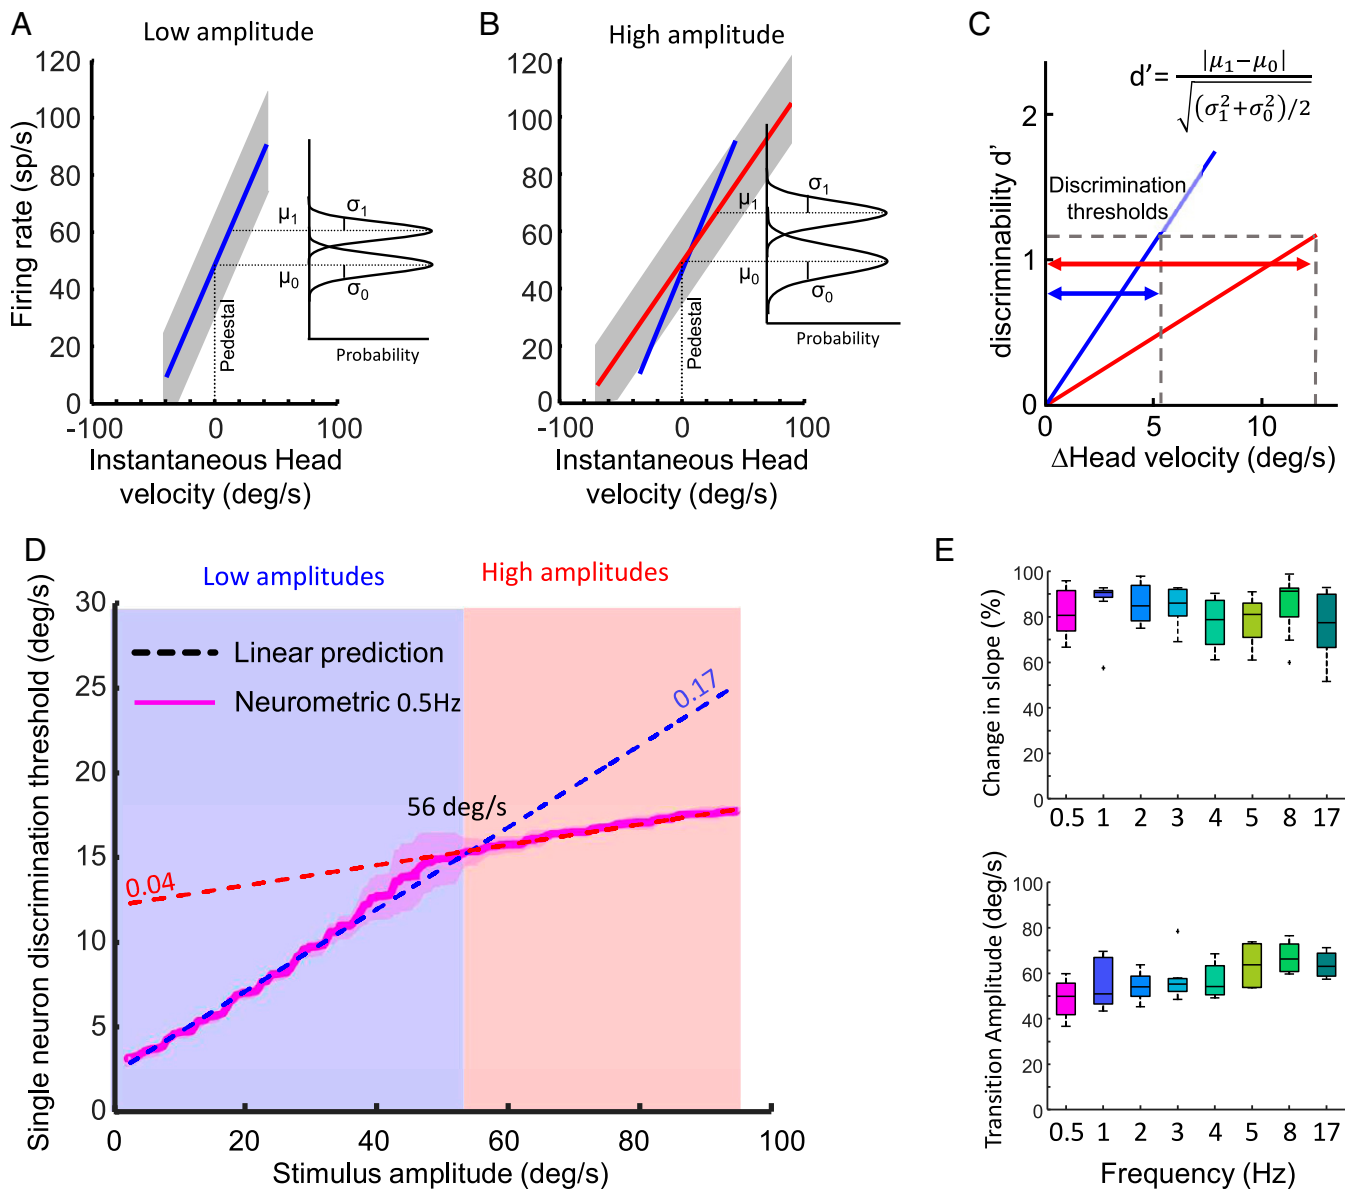 A
Low amplitude
Firing rate (sp/s)
120
100
80
60
40
20
0
-100
0
100
Instantaneous Head
velocity (deg/s)
Pedestal
μ1
μ0
σ1
σ0
Probability
B
High amplitude
120
100
80
60
40
20
0
-100
0
100
Instantaneous Head
velocity (deg/s)
Pedestal
μ1
μ0
σ1
σ0
Probability
C
d' = |μ1−μ0| / √(σ1²+σ0²)/2
discriminability d'
2
1
0
Discrimination
thresholds
0
5
10
ΔHead velocity (deg/s)
D
Low amplitudes
High amplitudes
Single neuron discrimination threshold (deg/s)
30
25
20
15
10
5
0
Linear prediction
Neurometric 0.5Hz
0.17
56 deg/s
0.04
0
20
40
60
80
100
Stimulus amplitude (deg/s)
E
Change in slope (%)
100
80
60
40
20
0
0.5 1 2 3 4 5 8 17
Transition Amplitude (deg/s)
100
80
60
40
20
0
0.5 1 2 3 4 5 8 17
Frequency (Hz)